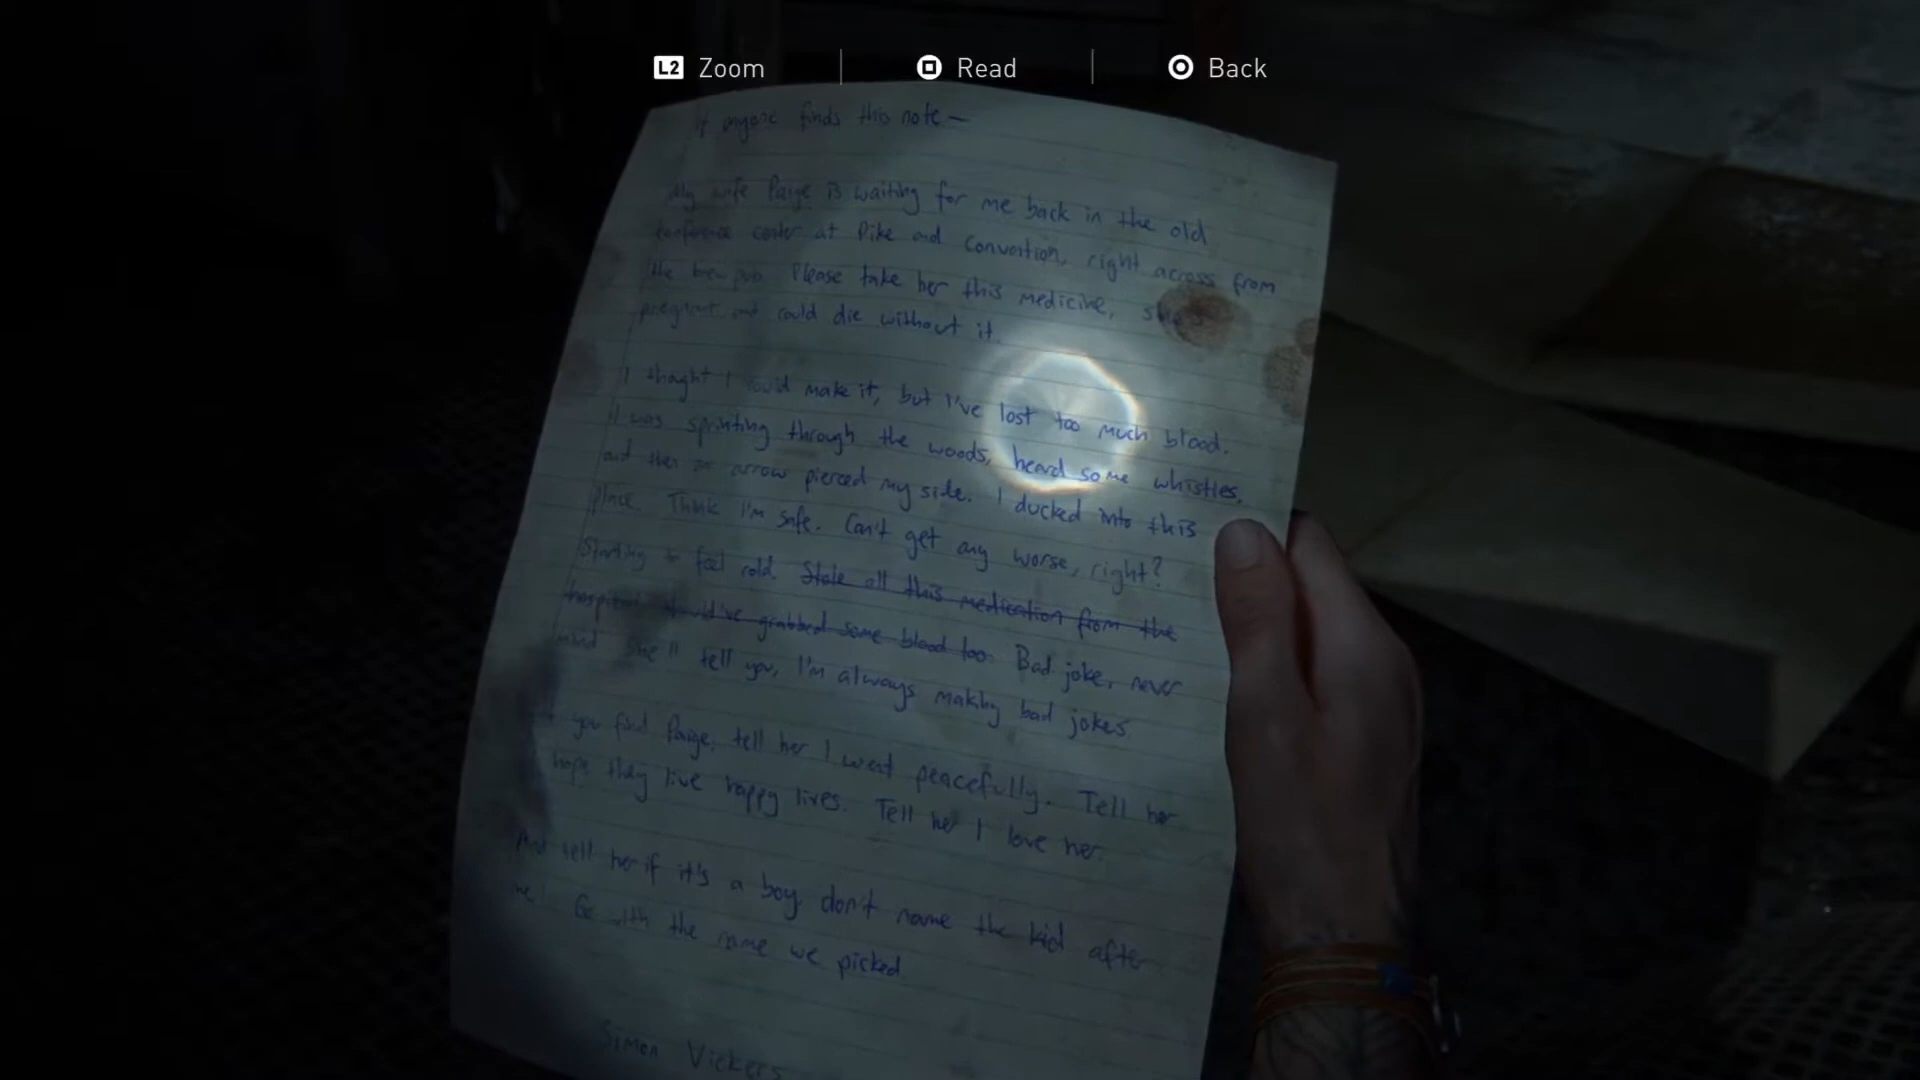 L2 Zoom | Read | Back
If anyone finds this note—
My wife Paige is waiting for me back in the old
conference center at Pike and Convention, right across from
the brew pub. Please take her this medicine, she's
pregnant and could die without it.
I thought I could make it, but I've lost too much blood.
I was sprinting through the woods, heard some whistles,
and then an arrow pierced my side. I ducked into this
place. Think I'm safe. Can't get any worse, right?
Starting to feel cold. Stole all this medication from the
hospital should've grabbed some blood too. Bad joke, never
mind she'll tell you, I'm always making bad jokes
If you find Paige, tell her I went peacefully. Tell her
I hope they live happy lives. Tell her I love her.
And tell her if it's a boy don't name the kid after
me! Go with the name we picked
Simon Vickers